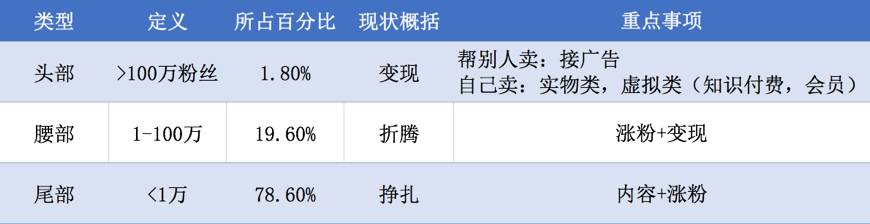 类型 定义 所占百分比 现状概括 重点事项
头部 >100万粉丝 1.80% 变现 帮别人卖：接广告
自己卖：实物类，虚拟类（知识付费，会员）
腰部 1-100万 19.60% 折腾 涨粉+变现
尾部 <1万 78.60% 挣扎 内容+涨粉